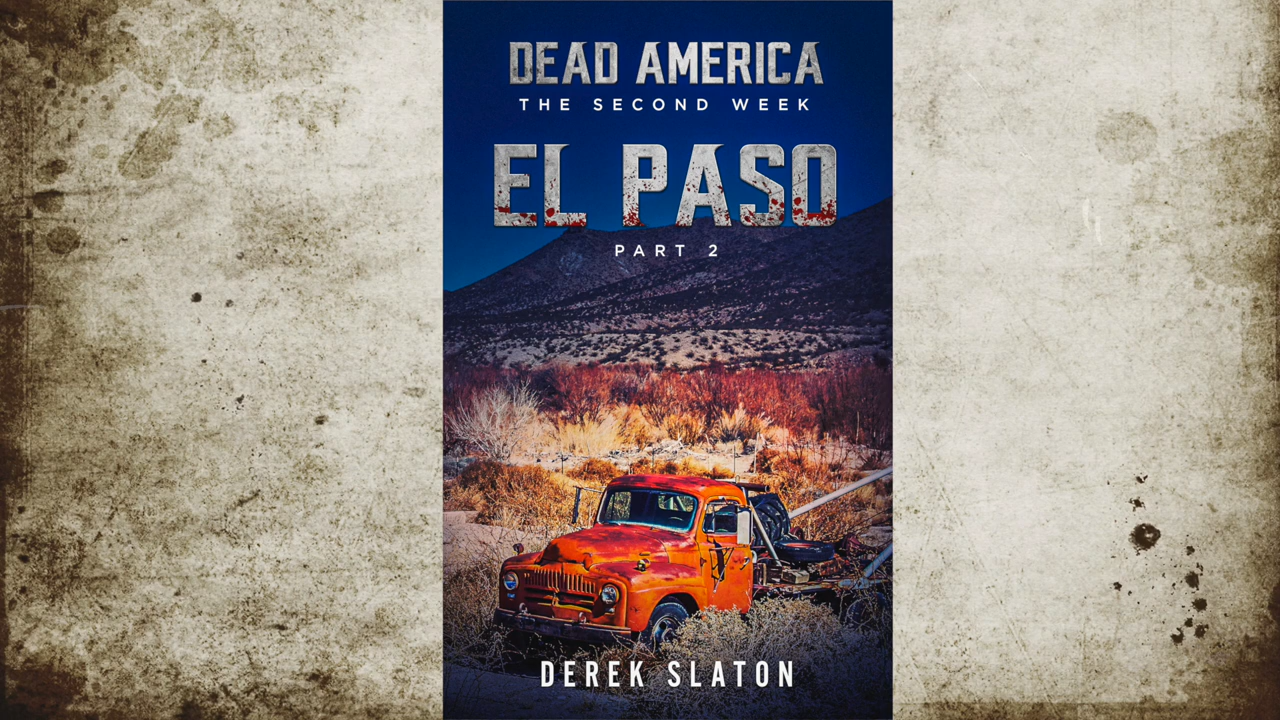 DEAD AMERICA
THE SECOND WEEK
EL PASO
PART 2
DEREK SLATON